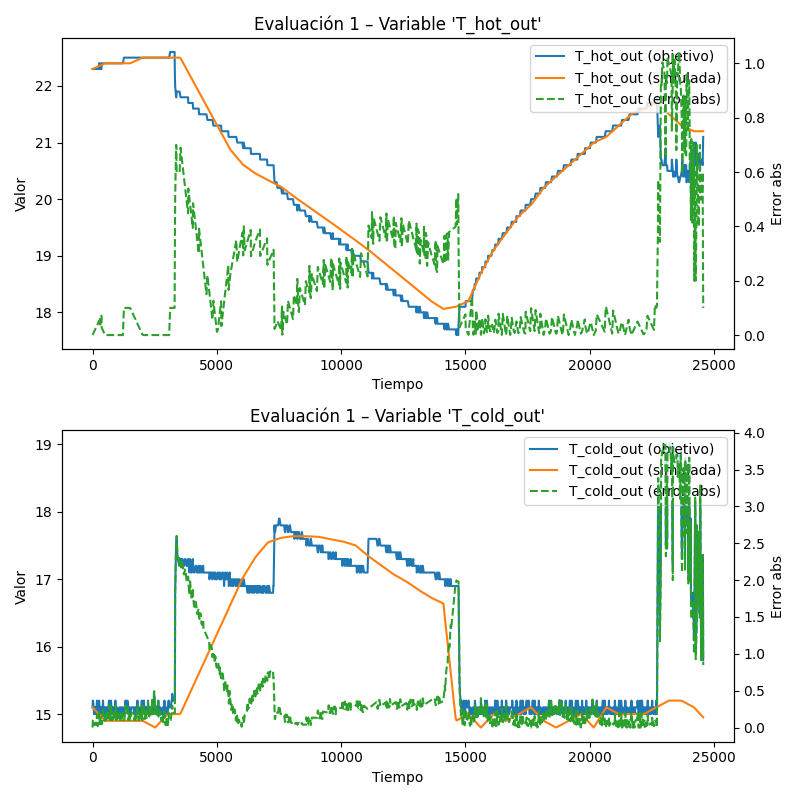 Evaluación 1 – Variable 'T_hot_out'
T_hot_out (objetivo)
T_hot_out (simulada)
T_hot_out (error abs)
22
21
20
19
18
1.0
0.8
0.6
0.4
0.2
0.0
Valor
Error abs
0 5000 10000 15000 20000 25000
Tiempo
Evaluación 1 – Variable 'T_cold_out'
T_cold_out (objetivo)
T_cold_out (simulada)
T_cold_out (error abs)
19
18
17
16
15
4.0
3.5
3.0
2.5
2.0
1.5
1.0
0.5
0.0
Valor
Error abs
0 5000 10000 15000 20000 25000
Tiempo